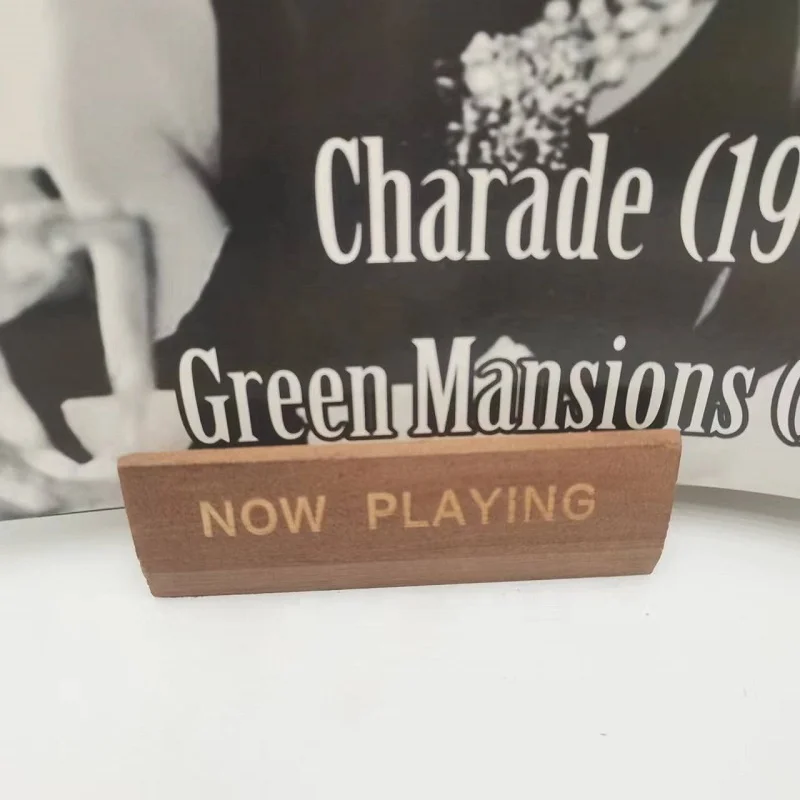 Charade (19
Green Mansions (
NOW PLAYING